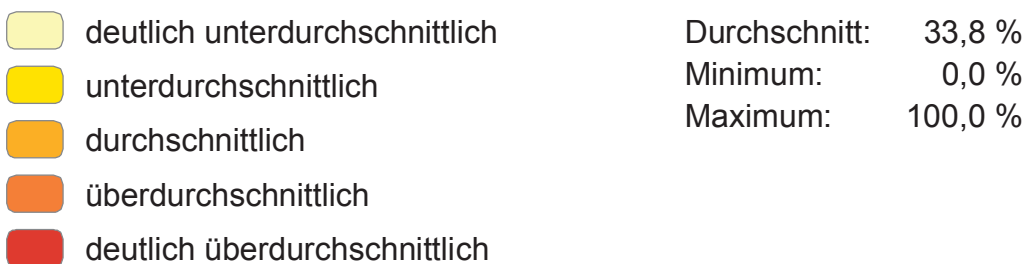 deutlich unterdurchschnittlich
unterdurchschnittlich
durchschnittlich
überdurchschnittlich
deutlich überdurchschnittlich
Durchschnitt: 33,8 %
Minimum: 0,0 %
Maximum: 100,0 %